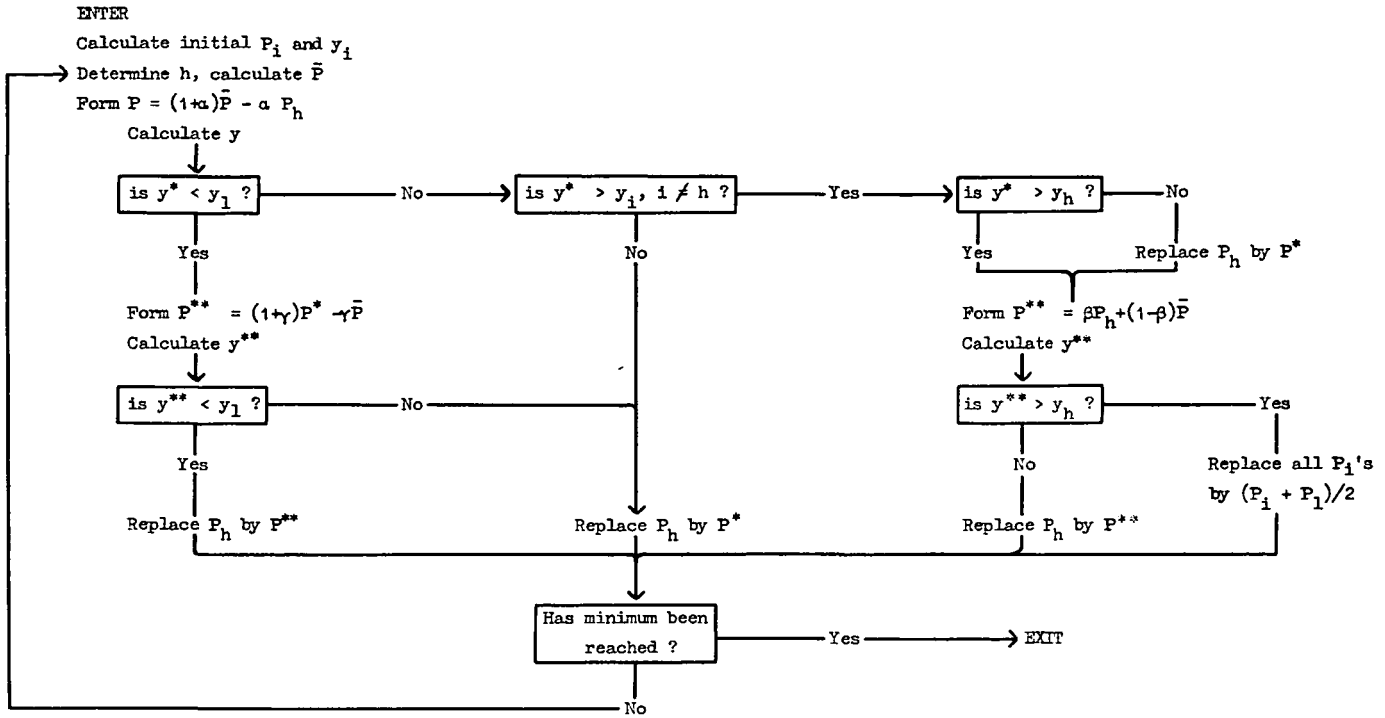 ENTER
Calculate initial P_i and y_i
Determine h, calculate P̄
Form P = (1+α)P̄ - α P_h
Calculate y
is y* < y_l ?
No
is y* > y_i, i ≠ h ?
Yes
is y* > y_h ?
No
Yes
No
Yes
Replace P_h by P*
Form P** = (1+γ)P* -γP̄
Form P** = βP_h+(1-β)P̄
Calculate y**
Calculate y**
is y** < y_l ?
No
is y** > y_h ?
Yes
Yes
No
Replace all P_i's
by (P_i + P_l)/2
Replace P_h by P**
Replace P_h by P*
Replace P_h by P**
Has minimum been
reached ?
Yes
EXIT
No